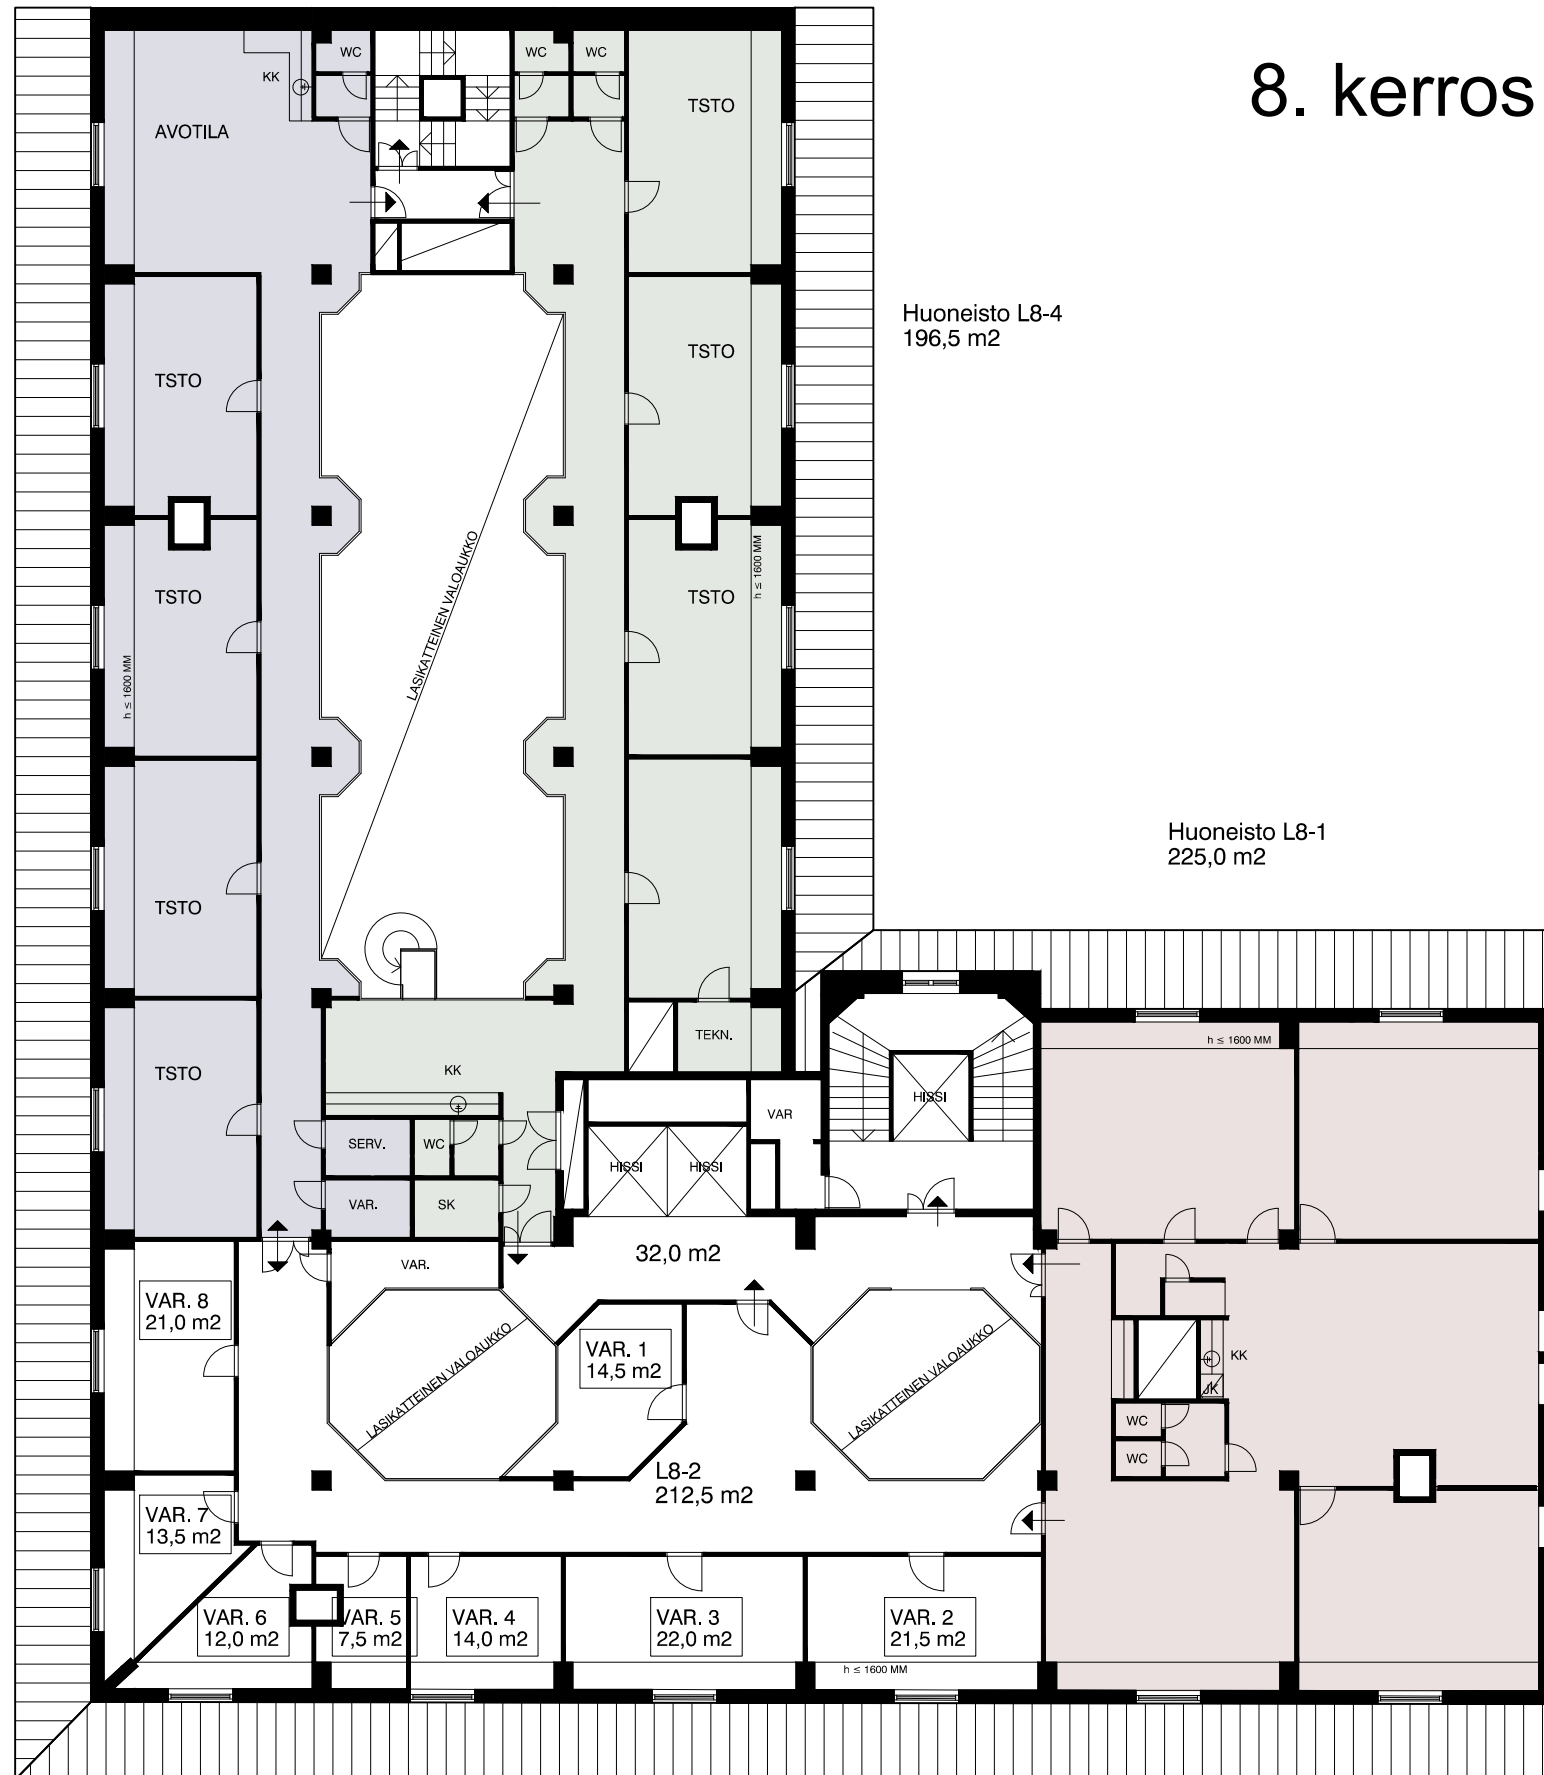 8. kerros
WC
WC
WC
KK
TSTO
AVOTILA
Huoneisto L8-4
196,5 m2
TSTO
TSTO
LASIKATTEINEN VALOAUKKO
h ≤ 1600 MM
TSTO
TSTO
h ≤ 1600 MM
Huoneisto L8-1
225,0 m2
TSTO
TEKN.
h ≤ 1600 MM
TSTO
KK
HISSI
VAR
SERV.
WC
HISSI
HISSI
VAR.
SK
32,0 m2
VAR.
VAR. 8
21,0 m2
LASIKATTEINEN VALOAUKKO
VAR. 1
14,5 m2
LASIKATTEINEN VALOAUKKO
KK
JK
WC
WC
L8-2
212,5 m2
VAR. 7
13,5 m2
VAR. 6
12,0 m2
VAR. 5
7,5 m2
VAR. 4
14,0 m2
VAR. 3
22,0 m2
VAR. 2
21,5 m2
h ≤ 1600 MM